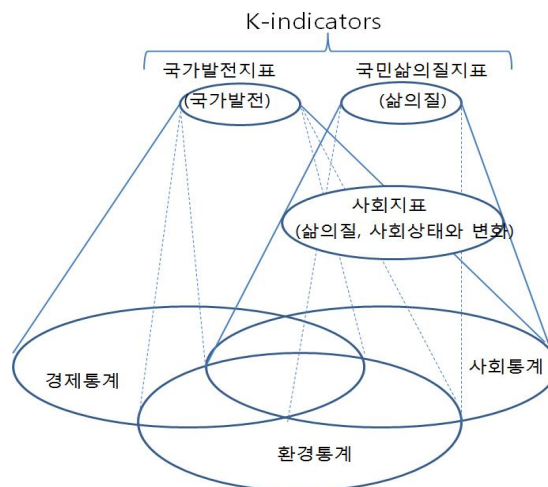 K-indicators
국가발전지표
(국가발전)
국민삶의질지표
(삶의질)
사회지표
(삶의질, 사회상태와 변화)
경제통계
사회통계
환경통계